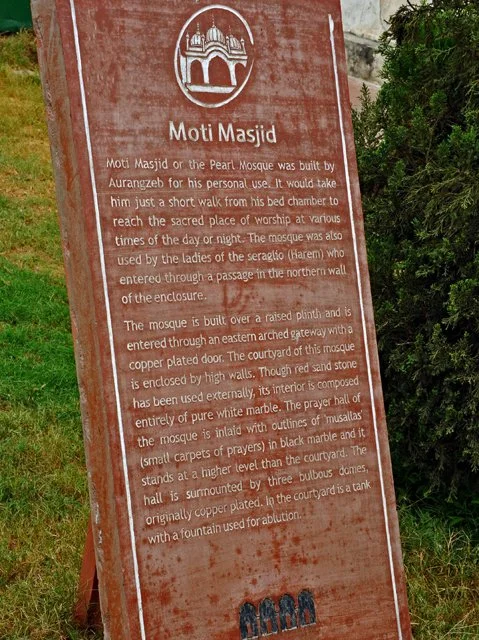 Moti Masjid
Moti Masjid or the Pearl Mosque was built by
Aurangzeb for his personal use. It would take
him just a short walk from his bed chamber to
reach the sacred place of worship at various
times of the day or night. The mosque was also
used by the ladies of the seraglio (Harem) who
entered through a passage in the northern wall
of the enclosure.
The mosque is built over a raised plinth and is
entered through an eastern arched gateway with a
copper plated door. The courtyard of this mosque
is enclosed by high walls. Though red sand stone
has been used externally, its interior is composed
entirely of pure white marble. The prayer hall of
the mosque is inlaid with outlines of 'musallas'
(small carpets of prayers) in black marble and it
stands at a higher level than the courtyard. The
hall is surmounted by three bulbous domes,
originally copper plated. In the courtyard is a tank
with a fountain used for ablution.